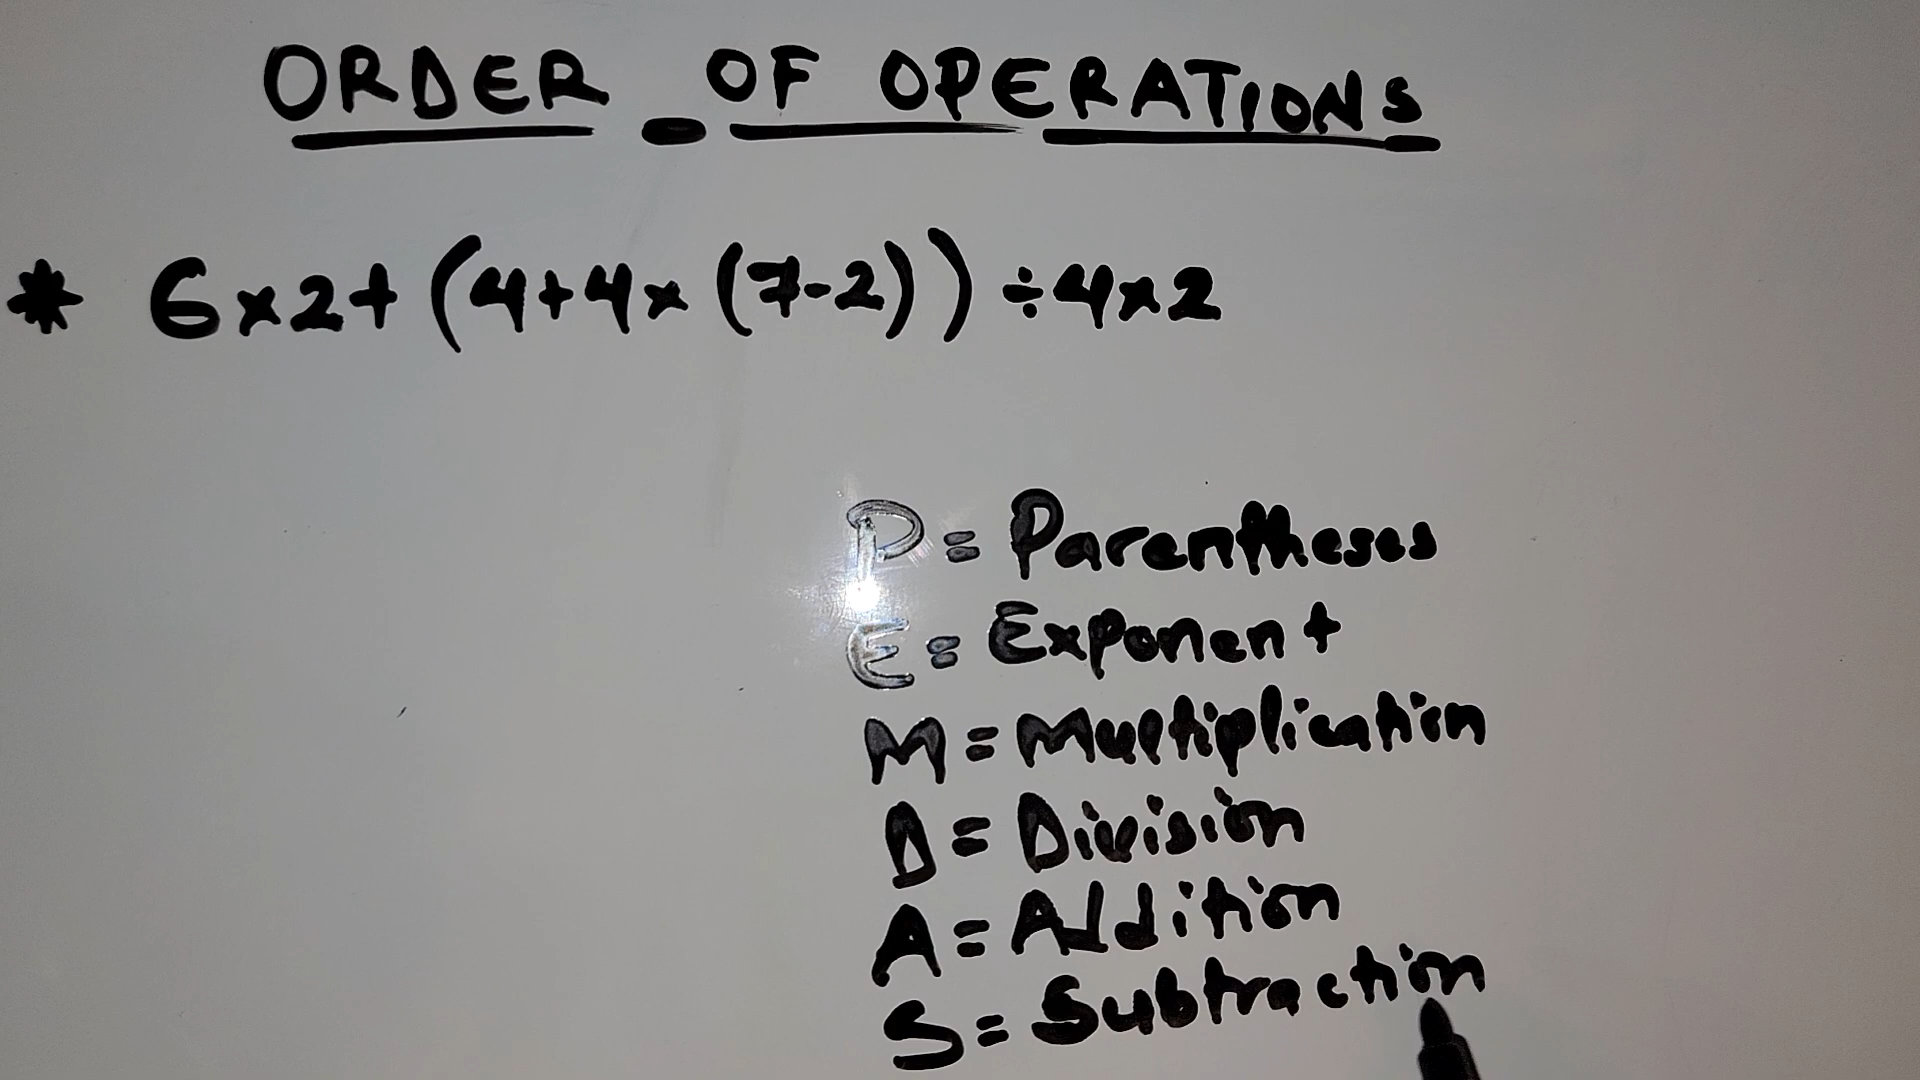 ORDER OF OPERATIONS
* 6×2+(4+4×(7-2))÷4×2
P= Parentheses
E= Exponent
M= Multiplication
D= Division
A= Addition
S= Subtraction